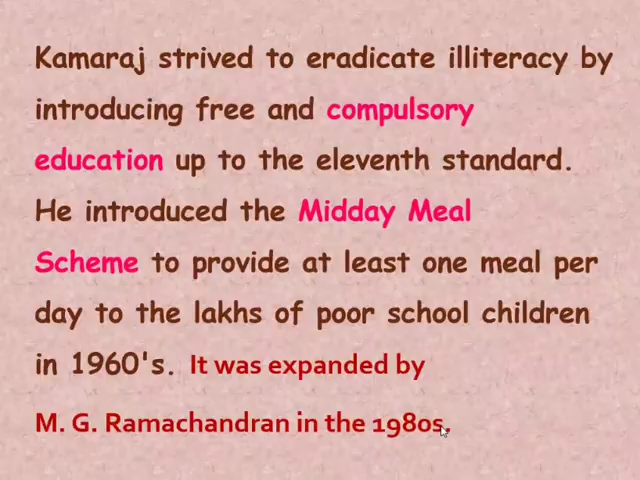 Kamaraj strived to eradicate illiteracy by
introducing free and compulsory
education up to the eleventh standard.
He introduced the Midday Meal
Scheme to provide at least one meal per
day to the lakhs of poor school children
in 1960's. It was expanded by
M. G. Ramachandran in the 1980s.